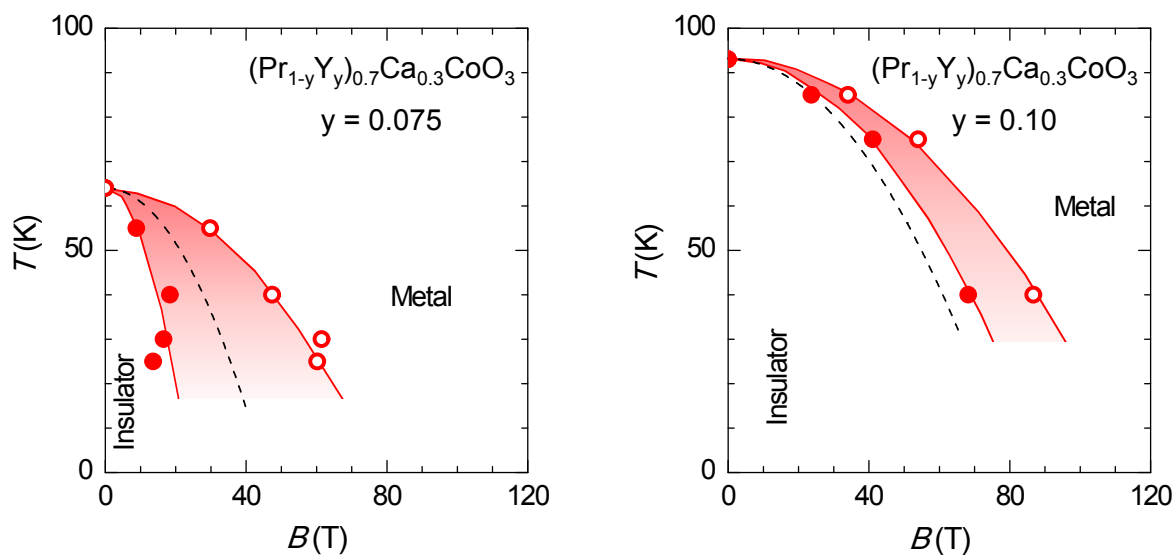 100
(Pr1-yYy)0.7Ca0.3CoO3
y = 0.075
50
T(K)
Metal
Insulator
0
0
40
80
120
B(T)
100
(Pr1-yYy)0.7Ca0.3CoO3
y = 0.10
50
T(K)
Metal
Insulator
0
0
40
80
120
B(T)